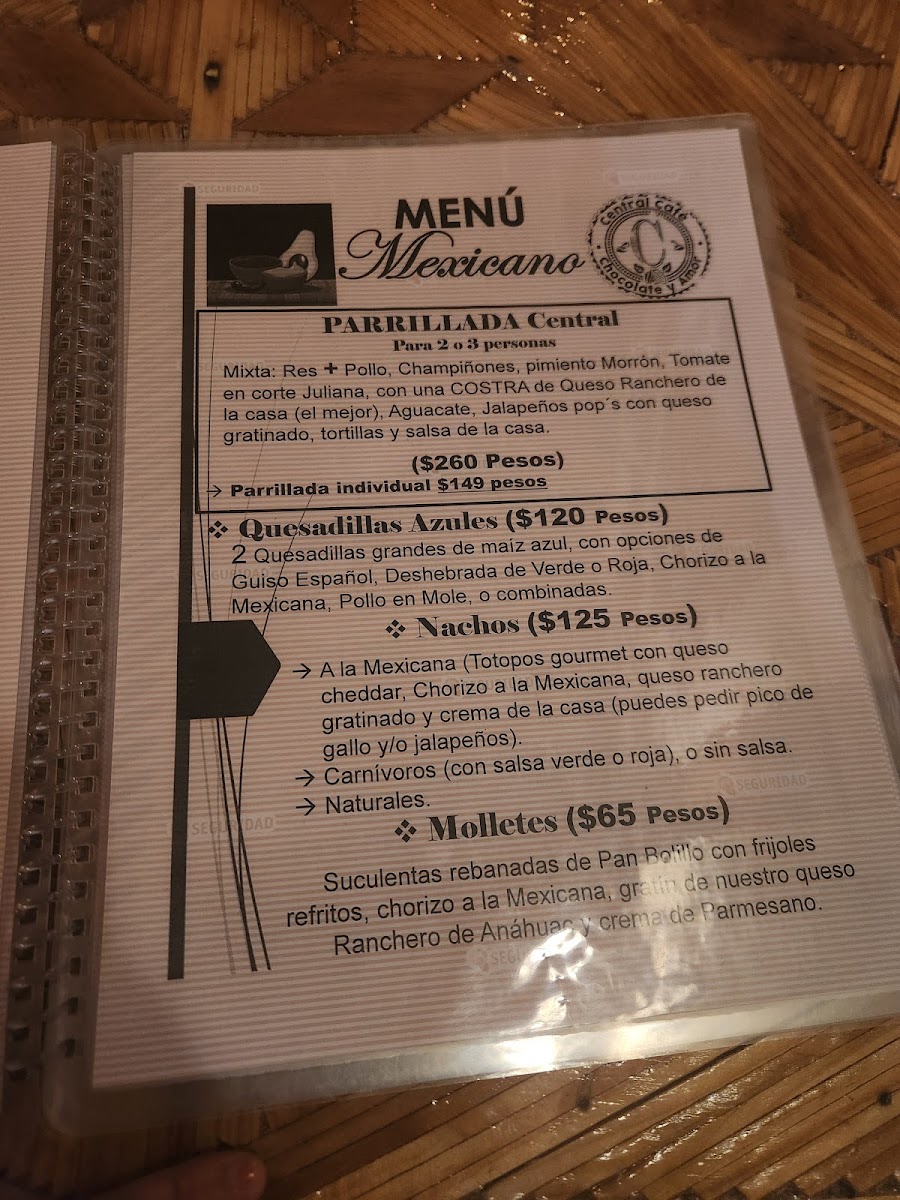 SEGURIDAD
MENÚ
Mexicano
Central Café
C
Chocolate y Amor
PARRILLADA Central
Para 2 o 3 personas
Mixta: Res + Pollo, Champiñones, pimiento Morrón, Tomate
en corte Juliana, con una COSTRA de Queso Ranchero de
la casa (el mejor), Aguacate, Jalapeños pop´s con queso
gratinado, tortillas y salsa de la casa.
($260 Pesos)
→ Parrillada individual $149 pesos
❖ Quesadillas Azules ($120 Pesos)
2 Quesadillas grandes de maíz azul, con opciones de
Guiso Español, Deshebrada de Verde o Roja, Chorizo a la
Mexicana, Pollo en Mole, o combinadas.
❖ Nachos ($125 Pesos)
→ A la Mexicana (Totopos gourmet con queso
cheddar, Chorizo a la Mexicana, queso ranchero
gratinado y crema de la casa (puedes pedir pico de
gallo y/o jalapeños).
→ Carnívoros (con salsa verde o roja), o sin salsa.
→ Naturales.
SEGURIDAD
SEGURIDAD
❖ Molletes ($65 Pesos)
Suculentas rebanadas de Pan Bolillo con frijoles
refritos, chorizo a la Mexicana, gratín de nuestro queso
Ranchero de Anáhuac y crema de Parmesano.